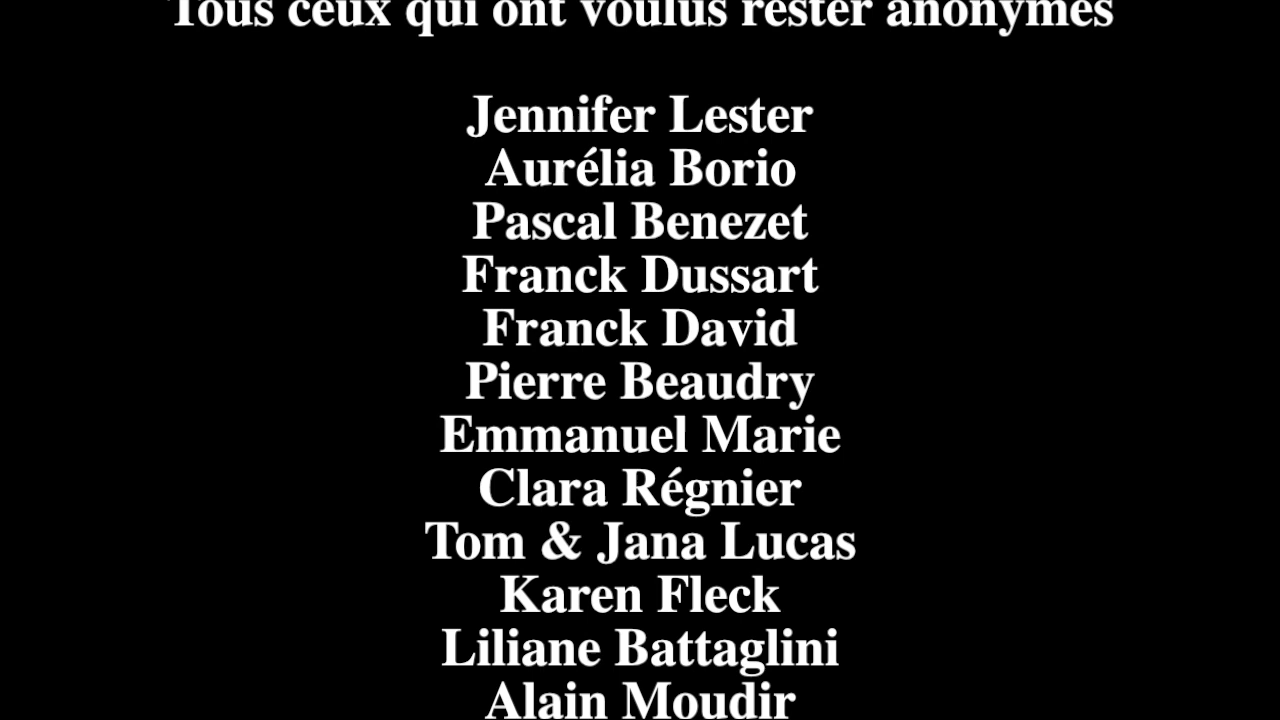 Tous ceux qui ont voulus rester anonymes
Jennifer Lester
Aurélia Borio
Pascal Benezet
Franck Dussart
Franck David
Pierre Beaudry
Emmanuel Marie
Clara Régnier
Tom & Jana Lucas
Karen Fleck
Liliane Battaglini
Alain Moudir